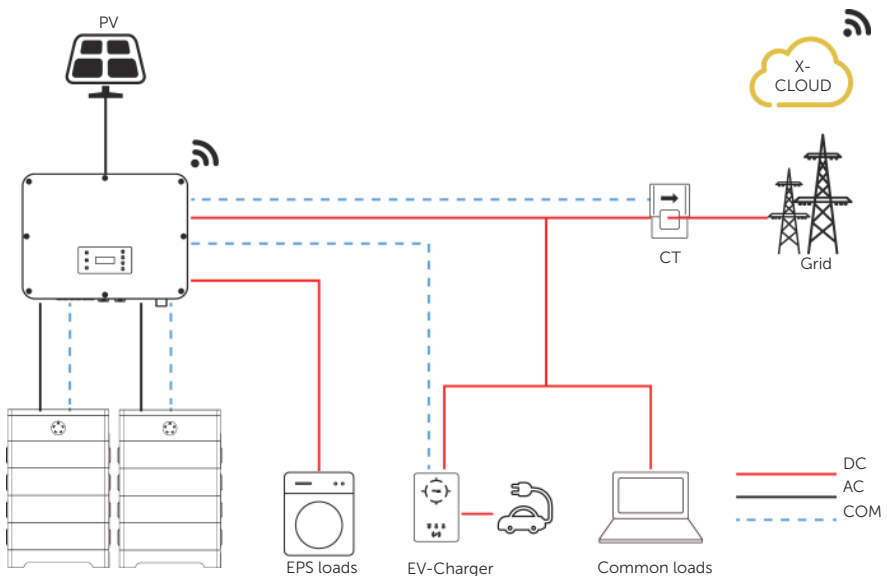 PV
X-
CLOUD
CT
Grid
DC
AC
COM
EPS loads
EV-Charger
Common loads